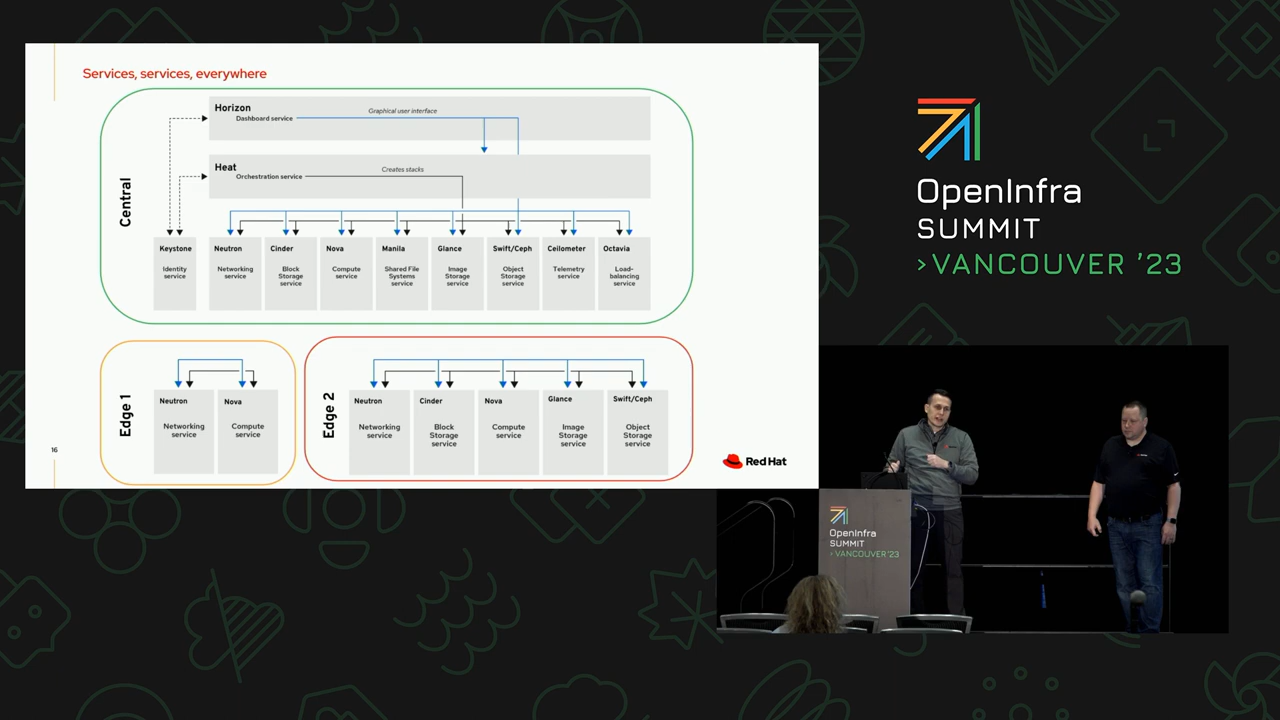 Services, services, everywhere
Central
Horizon
Dashboard service
Graphical user interface
Heat
Orchestration service
Creates stacks
Keystone
Identity
service
Neutron
Networking
service
Cinder
Block
Storage
service
Nova
Compute
service
Manila
Shared File
Systems
service
Glance
Image
Storage
service
Swift/Ceph
Object
Storage
service
Ceilometer
Telemetry
service
Octavia
Load-
balancing
service
Edge 1
Neutron
Networking
service
Nova
Compute
service
Edge 2
Neutron
Networking
service
Cinder
Block
Storage
service
Nova
Compute
service
Glance
Image
Storage
service
Swift/Ceph
Object
Storage
service
16
Red Hat
OpenInfra
SUMMIT
>VANCOUVER '23
OpenInfra
SUMMIT
>VANCOUVER '23